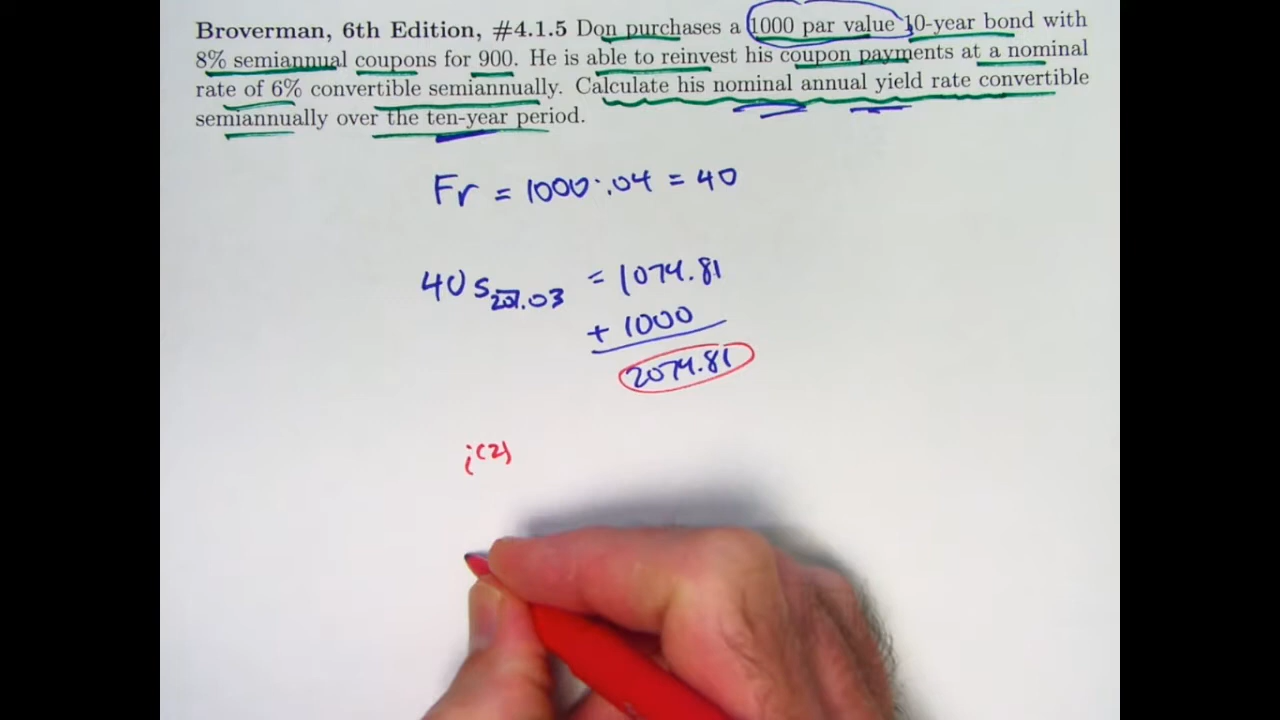 Broverman, 6th Edition, #4.1.5 Don purchases a 1000 par value 10-year bond with
8% semiannual coupons for 900. He is able to reinvest his coupon payments at a nominal
rate of 6% convertible semiannually. Calculate his nominal annual yield rate convertible
semiannually over the ten-year period.
Fr = 1000·.04 = 40
40 s20⌉.03 = 1074.81
+ 1000
2074.81
i(2)